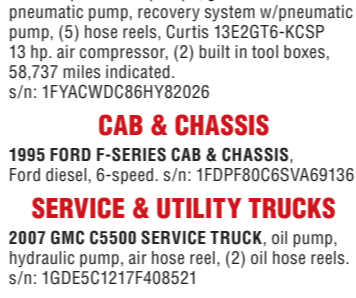 pneumatic pump, recovery system w/pneumatic
pump, (5) hose reels, Curtis 13E2GT6-KCSP
13 hp. air compressor, (2) built in tool boxes,
58,737 miles indicated.
s/n: 1FYACWDC86HY82026
CAB & CHASSIS
1995 FORD F-SERIES CAB & CHASSIS,
Ford diesel, 6-speed. s/n: 1FDPF80C6SVA69136
SERVICE & UTILITY TRUCKS
2007 GMC C5500 SERVICE TRUCK, oil pump,
hydraulic pump, air hose reel, (2) oil hose reels.
s/n: 1GDE5C1217F408521